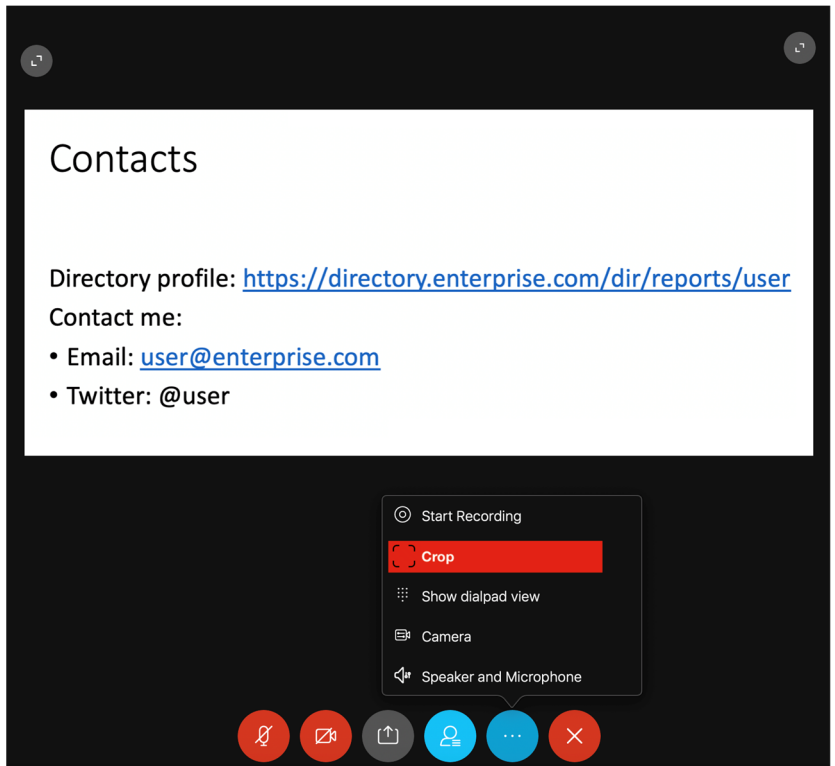 Contacts
Directory profile: https://directory.enterprise.com/dir/reports/user
Contact me:
• Email: user@enterprise.com
• Twitter: @user
Start Recording
Crop
Show dialpad view
Camera
Speaker and Microphone